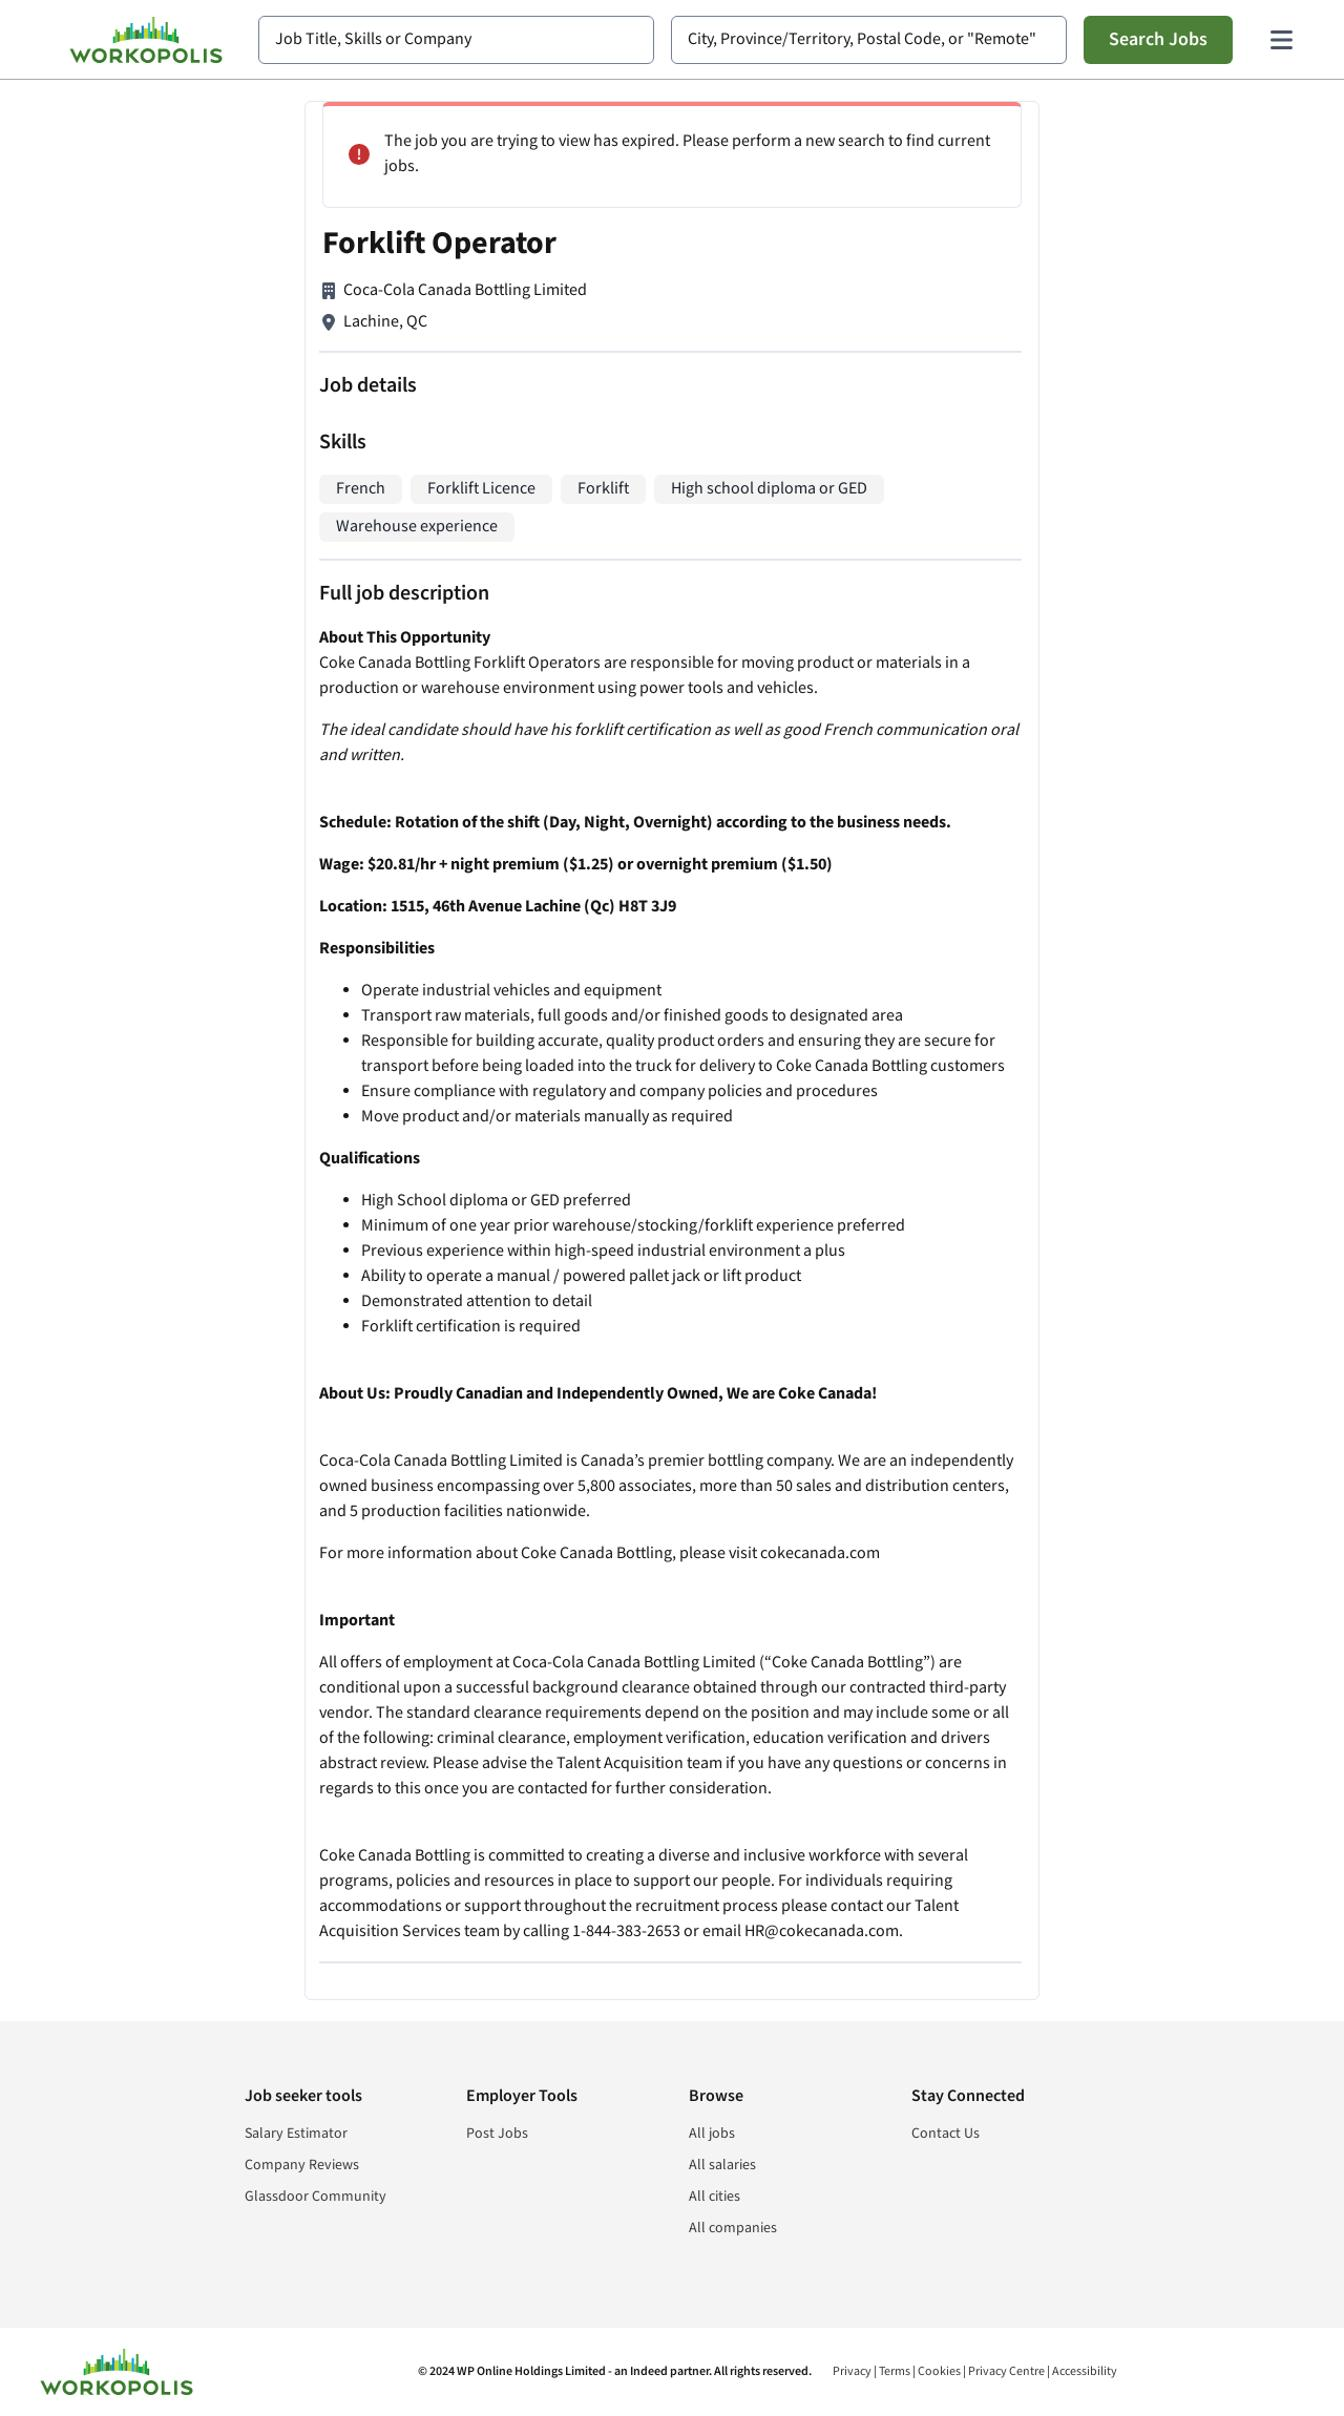 WORKOPOLIS
Job Title, Skills or Company
City, Province/Territory, Postal Code, or "Remote"
Search Jobs
The job you are trying to view has expired. Please perform a new search to find current
jobs.
Forklift Operator
Coca-Cola Canada Bottling Limited
Lachine, QC
Job details
Skills
French
Forklift Licence
Forklift
High school diploma or GED
Warehouse experience
Full job description
About This Opportunity
Coke Canada Bottling Forklift Operators are responsible for moving product or materials in a
production or warehouse environment using power tools and vehicles.
The ideal candidate should have his forklift certification as well as good French communication oral
and written.
Schedule: Rotation of the shift (Day, Night, Overnight) according to the business needs.
Wage: $20.81/hr + night premium ($1.25) or overnight premium ($1.50)
Location: 1515, 46th Avenue Lachine (Qc) H8T 3J9
Responsibilities
• Operate industrial vehicles and equipment
• Transport raw materials, full goods and/or finished goods to designated area
• Responsible for building accurate, quality product orders and ensuring they are secure for
transport before being loaded into the truck for delivery to Coke Canada Bottling customers
• Ensure compliance with regulatory and company policies and procedures
• Move product and/or materials manually as required
Qualifications
• High School diploma or GED preferred
• Minimum of one year prior warehouse/stocking/forklift experience preferred
• Previous experience within high-speed industrial environment a plus
• Ability to operate a manual / powered pallet jack or lift product
• Demonstrated attention to detail
• Forklift certification is required
About Us: Proudly Canadian and Independently Owned, We are Coke Canada!
Coca-Cola Canada Bottling Limited is Canada’s premier bottling company. We are an independently
owned business encompassing over 5,800 associates, more than 50 sales and distribution centers,
and 5 production facilities nationwide.
For more information about Coke Canada Bottling, please visit cokecanada.com
Important
All offers of employment at Coca-Cola Canada Bottling Limited (“Coke Canada Bottling”) are
conditional upon a successful background clearance obtained through our contracted third-party
vendor. The standard clearance requirements depend on the position and may include some or all
of the following: criminal clearance, employment verification, education verification and drivers
abstract review. Please advise the Talent Acquisition team if you have any questions or concerns in
regards to this once you are contacted for further consideration.
Coke Canada Bottling is committed to creating a diverse and inclusive workforce with several
programs, policies and resources in place to support our people. For individuals requiring
accommodations or support throughout the recruitment process please contact our Talent
Acquisition Services team by calling 1-844-383-2653 or email HR@cokecanada.com.
Job seeker tools
Salary Estimator
Company Reviews
Glassdoor Community
Employer Tools
Post Jobs
Browse
All jobs
All salaries
All cities
All companies
Stay Connected
Contact Us
WORKOPOLIS
© 2024 WP Online Holdings Limited - an Indeed partner. All rights reserved.
Privacy | Terms | Cookies | Privacy Centre | Accessibility